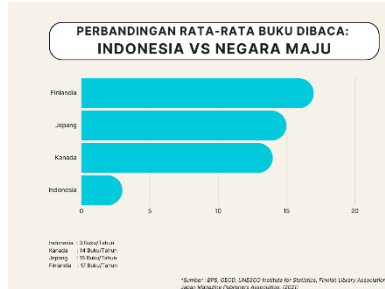 PERBANDINGAN RATA-RATA BUKU DIBACA:
INDONESIA VS NEGARA MAJU
Finlandia
Jepang
Kanada
Indonesia
0 5 10 15 20
Indonesia : 3 Buku/Tahun
Kanada : 14 Buku/Tahun
Jepang : 15 Buku/Tahun
Finlandia : 17 Buku/Tahun
*Sumber : BPS, OECD, UNESCO Institute for Statistics, Finnish Library Association,
Japan Magazine Publishers Association. (2021)